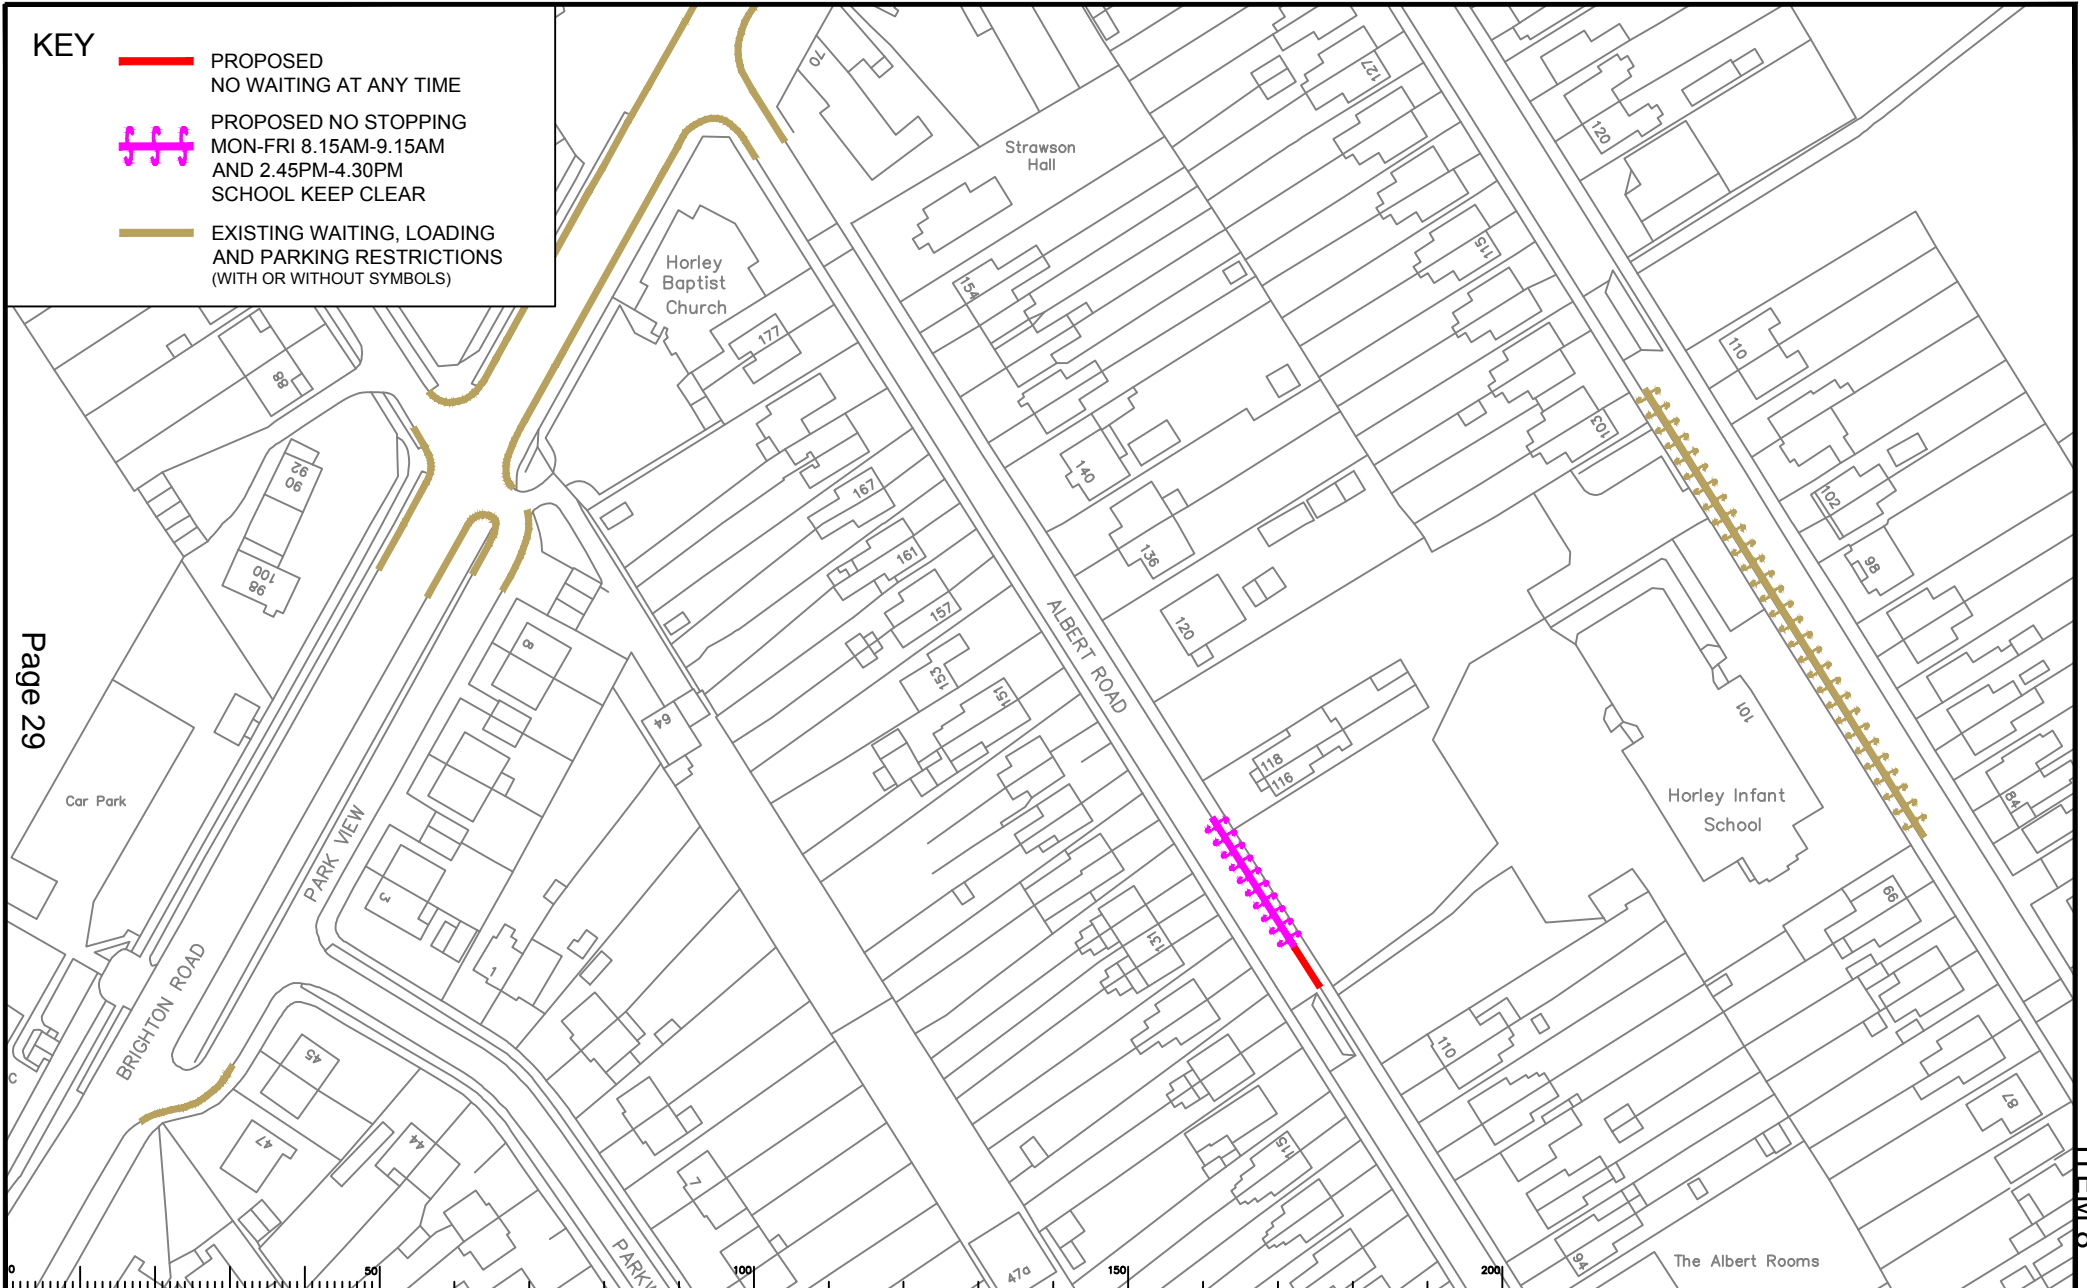 KEY
PROPOSED
NO WAITING AT ANY TIME
PROPOSED NO STOPPING
MON-FRI 8.15AM-9.15AM
AND 2.45PM-4.30PM
SCHOOL KEEP CLEAR
EXISTING WAITING, LOADING
AND PARKING RESTRICTIONS
(WITH OR WITHOUT SYMBOLS)
70
127
120
Strawson
Hall
Horley
Baptist
Church
154
115
177
110
88
103
140
102
92
90
167
136
98
100
98
161
157
120
8
153
151
ALBERT ROAD
64
101
Page 29
118
116
Car Park
Horley Infant
School
84
PARK VIEW
3
131
66
1
BRIGHTON ROAD
45
110
C
47
44
87
115
7
94
The Albert Rooms
47a
0
50
100
150
200